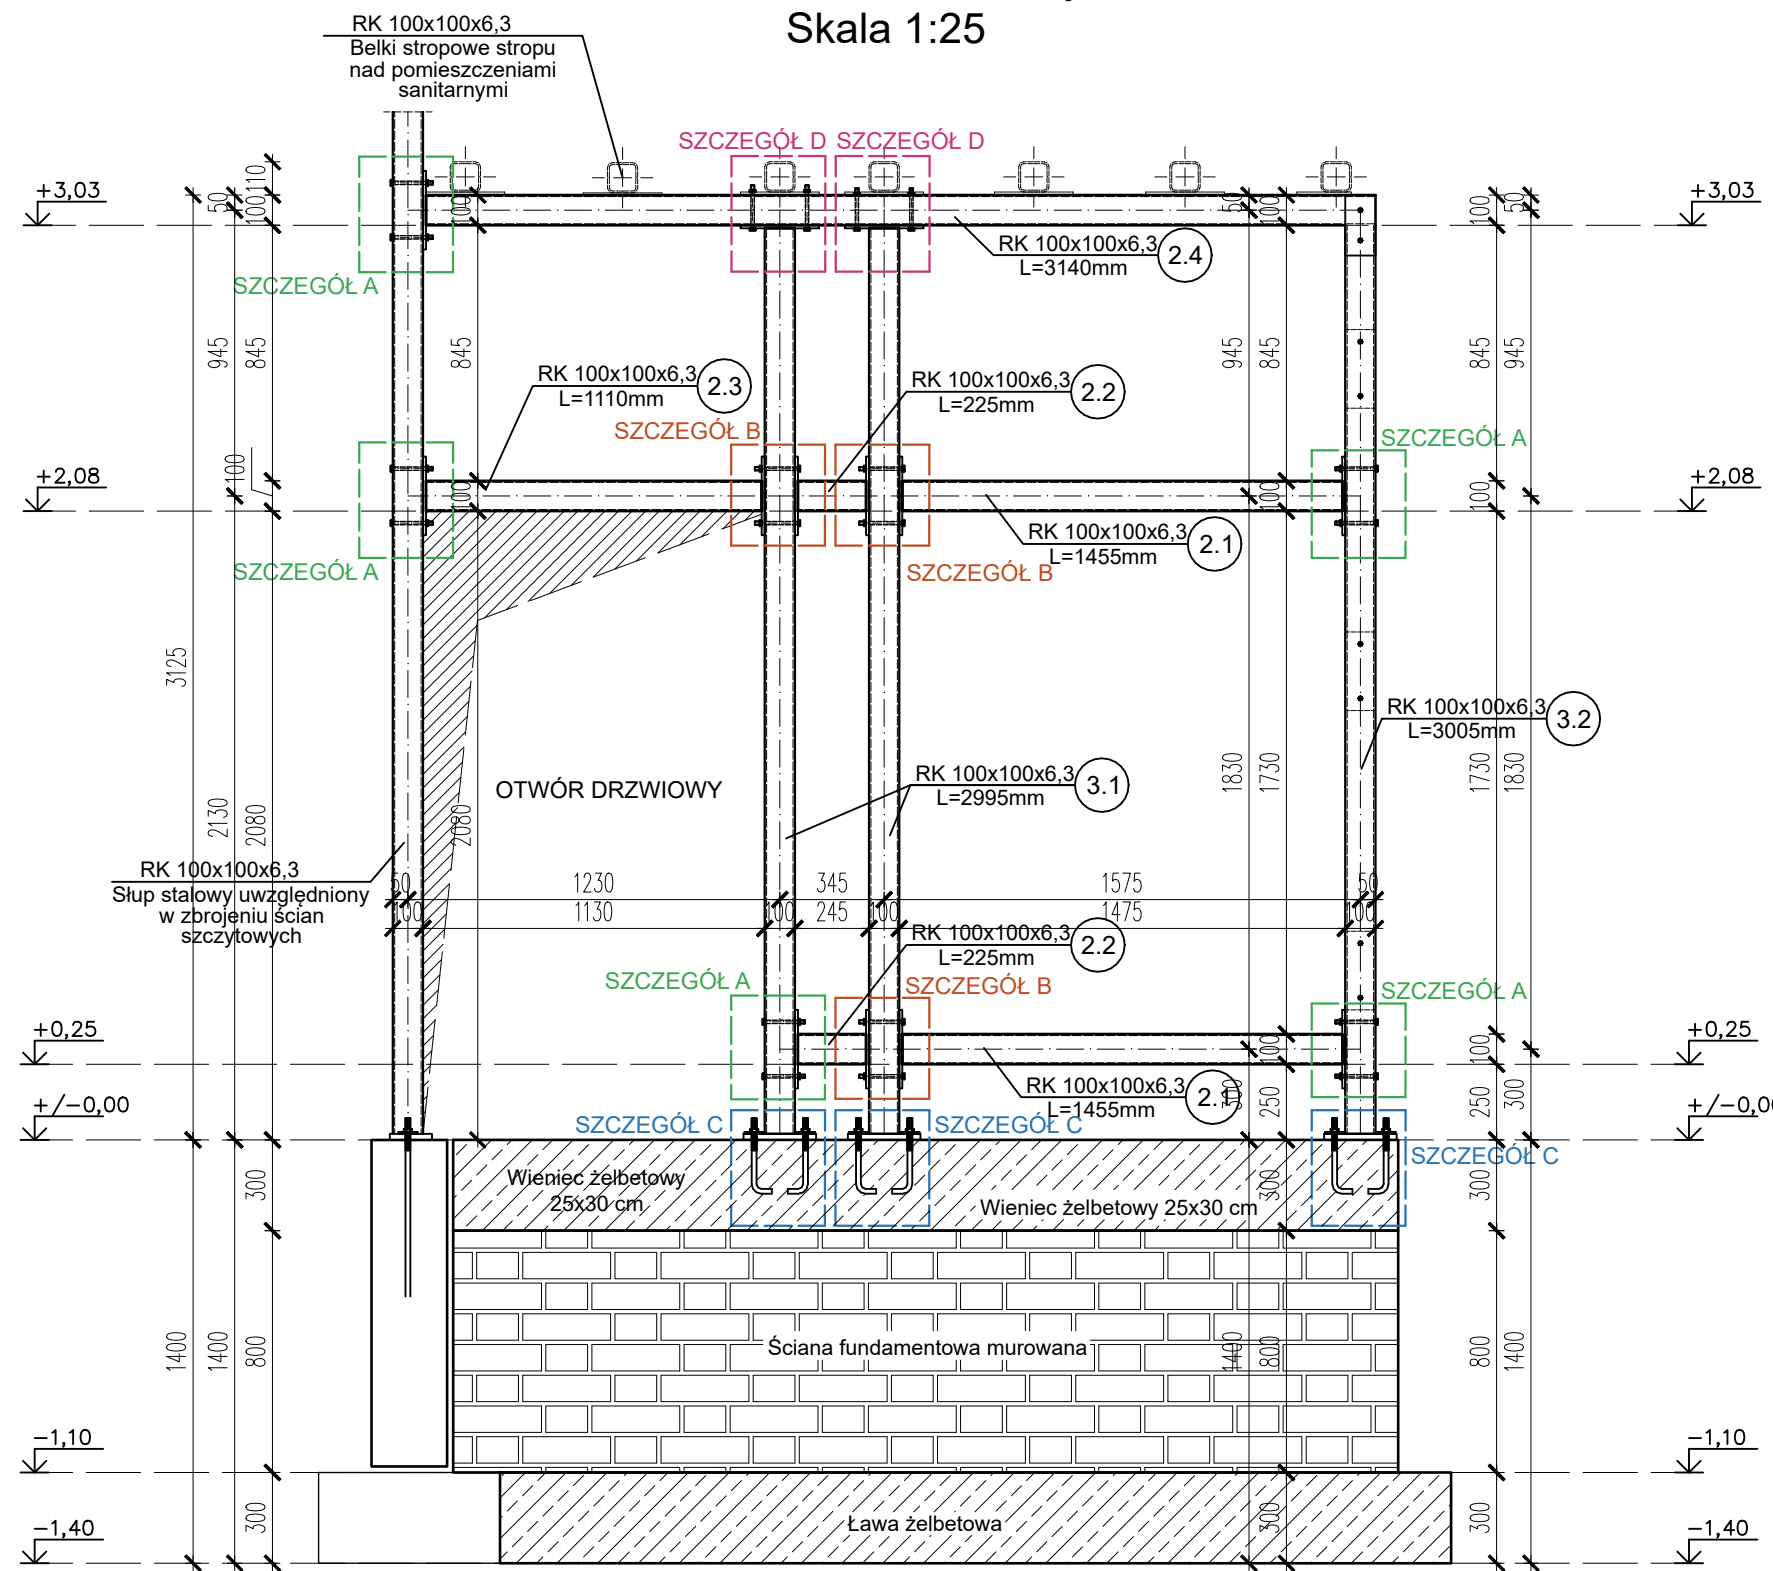 Skala 1:25
RK 100x100x6,3
Belki stropowe stropu
nad pomieszczeniami
sanitarnymi
SZCZEGÓŁ D
SZCZEGÓŁ D
+3,03
+3,03
50
100
110
100
50
100
100
50
RK 100x100x6,3
L=3140mm
2.4
SZCZEGÓŁ A
945
845
845
945
845
845
945
RK 100x100x6,3
L=1110mm
2.3
RK 100x100x6,3
L=225mm
2.2
SZCZEGÓŁ B
SZCZEGÓŁ A
+2,08
+2,08
100
100
100
100
RK 100x100x6,3
L=1455mm
2.1
SZCZEGÓŁ A
SZCZEGÓŁ B
3125
RK 100x100x6,3
L=3005mm
3.2
OTWÓR DRZWIOWY
RK 100x100x6,3
L=2995mm
3.1
2130
2080
2080
1830
1730
1730
1830
RK 100x100x6,3
Słup stalowy uwzględniony
w zbrojeniu ścian
szczytowych
50
1230
345
1575
50
100
1130
100
245
100
1475
100
RK 100x100x6,3
L=225mm
2.2
SZCZEGÓŁ A
SZCZEGÓŁ B
SZCZEGÓŁ A
+0,25
+0,25
100
100
RK 100x100x6,3
L=1455mm
2.1
300
250
250
300
+/−0,00
+/−0,00
SZCZEGÓŁ C
SZCZEGÓŁ C
SZCZEGÓŁ C
Wieniec żelbetowy
25x30 cm
Wieniec żelbetowy 25x30 cm
300
300
300
Ściana fundamentowa murowana
1400
1400
800
1400
800
800
1400
−1,10
−1,10
300
300
300
Ława żelbetowa
−1,40
−1,40